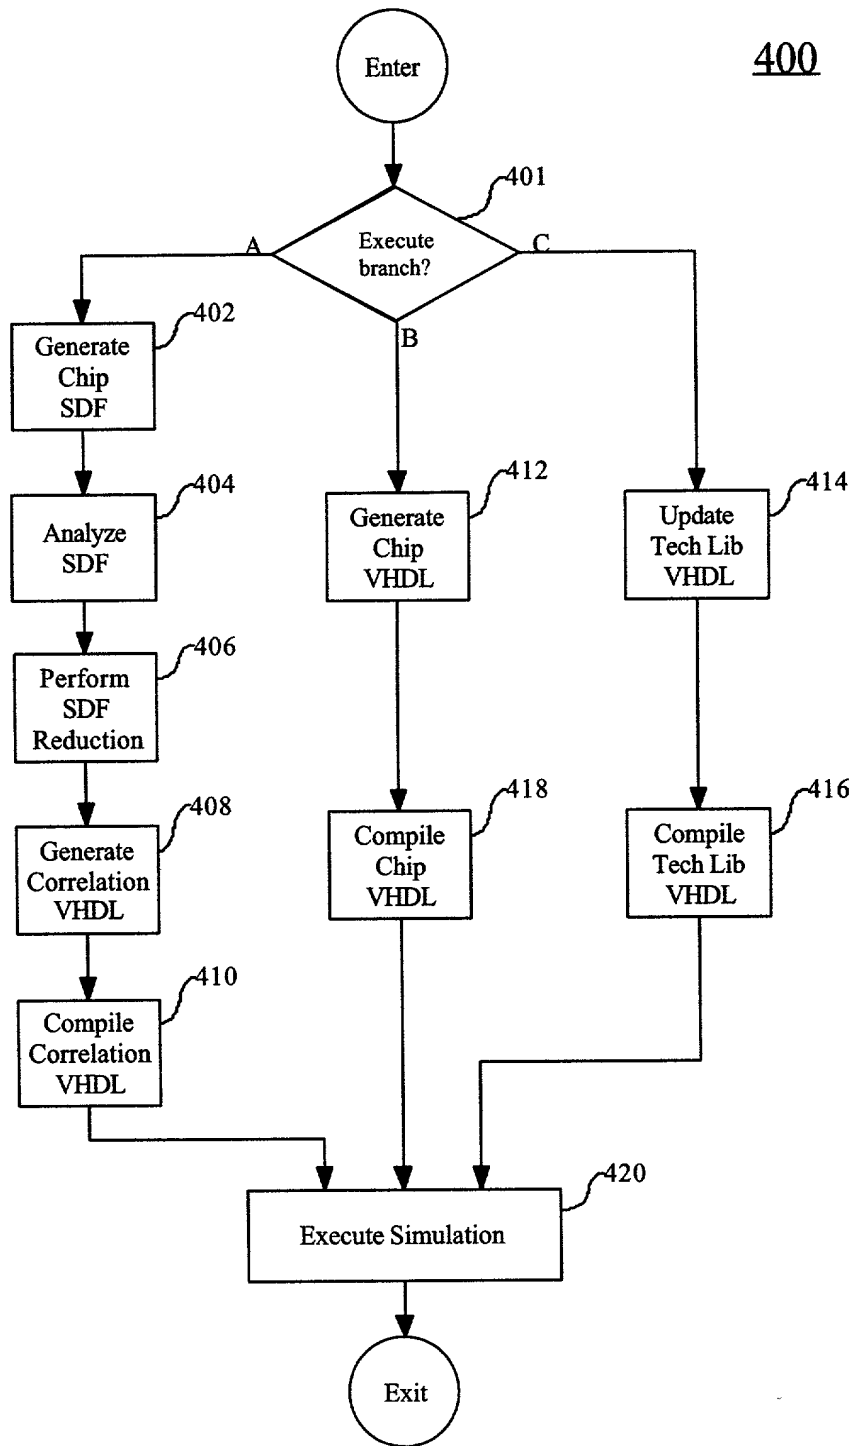 400
Enter
401
A
Execute
branch?
C
B
402
Generate
Chip
SDF
404
Analyze
SDF
412
Generate
Chip
VHDL
414
Update
Tech Lib
VHDL
406
Perform
SDF
Reduction
408
Generate
Correlation
VHDL
418
Compile
Chip
VHDL
416
Compile
Tech Lib
VHDL
410
Compile
Correlation
VHDL
420
Execute Simulation
Exit